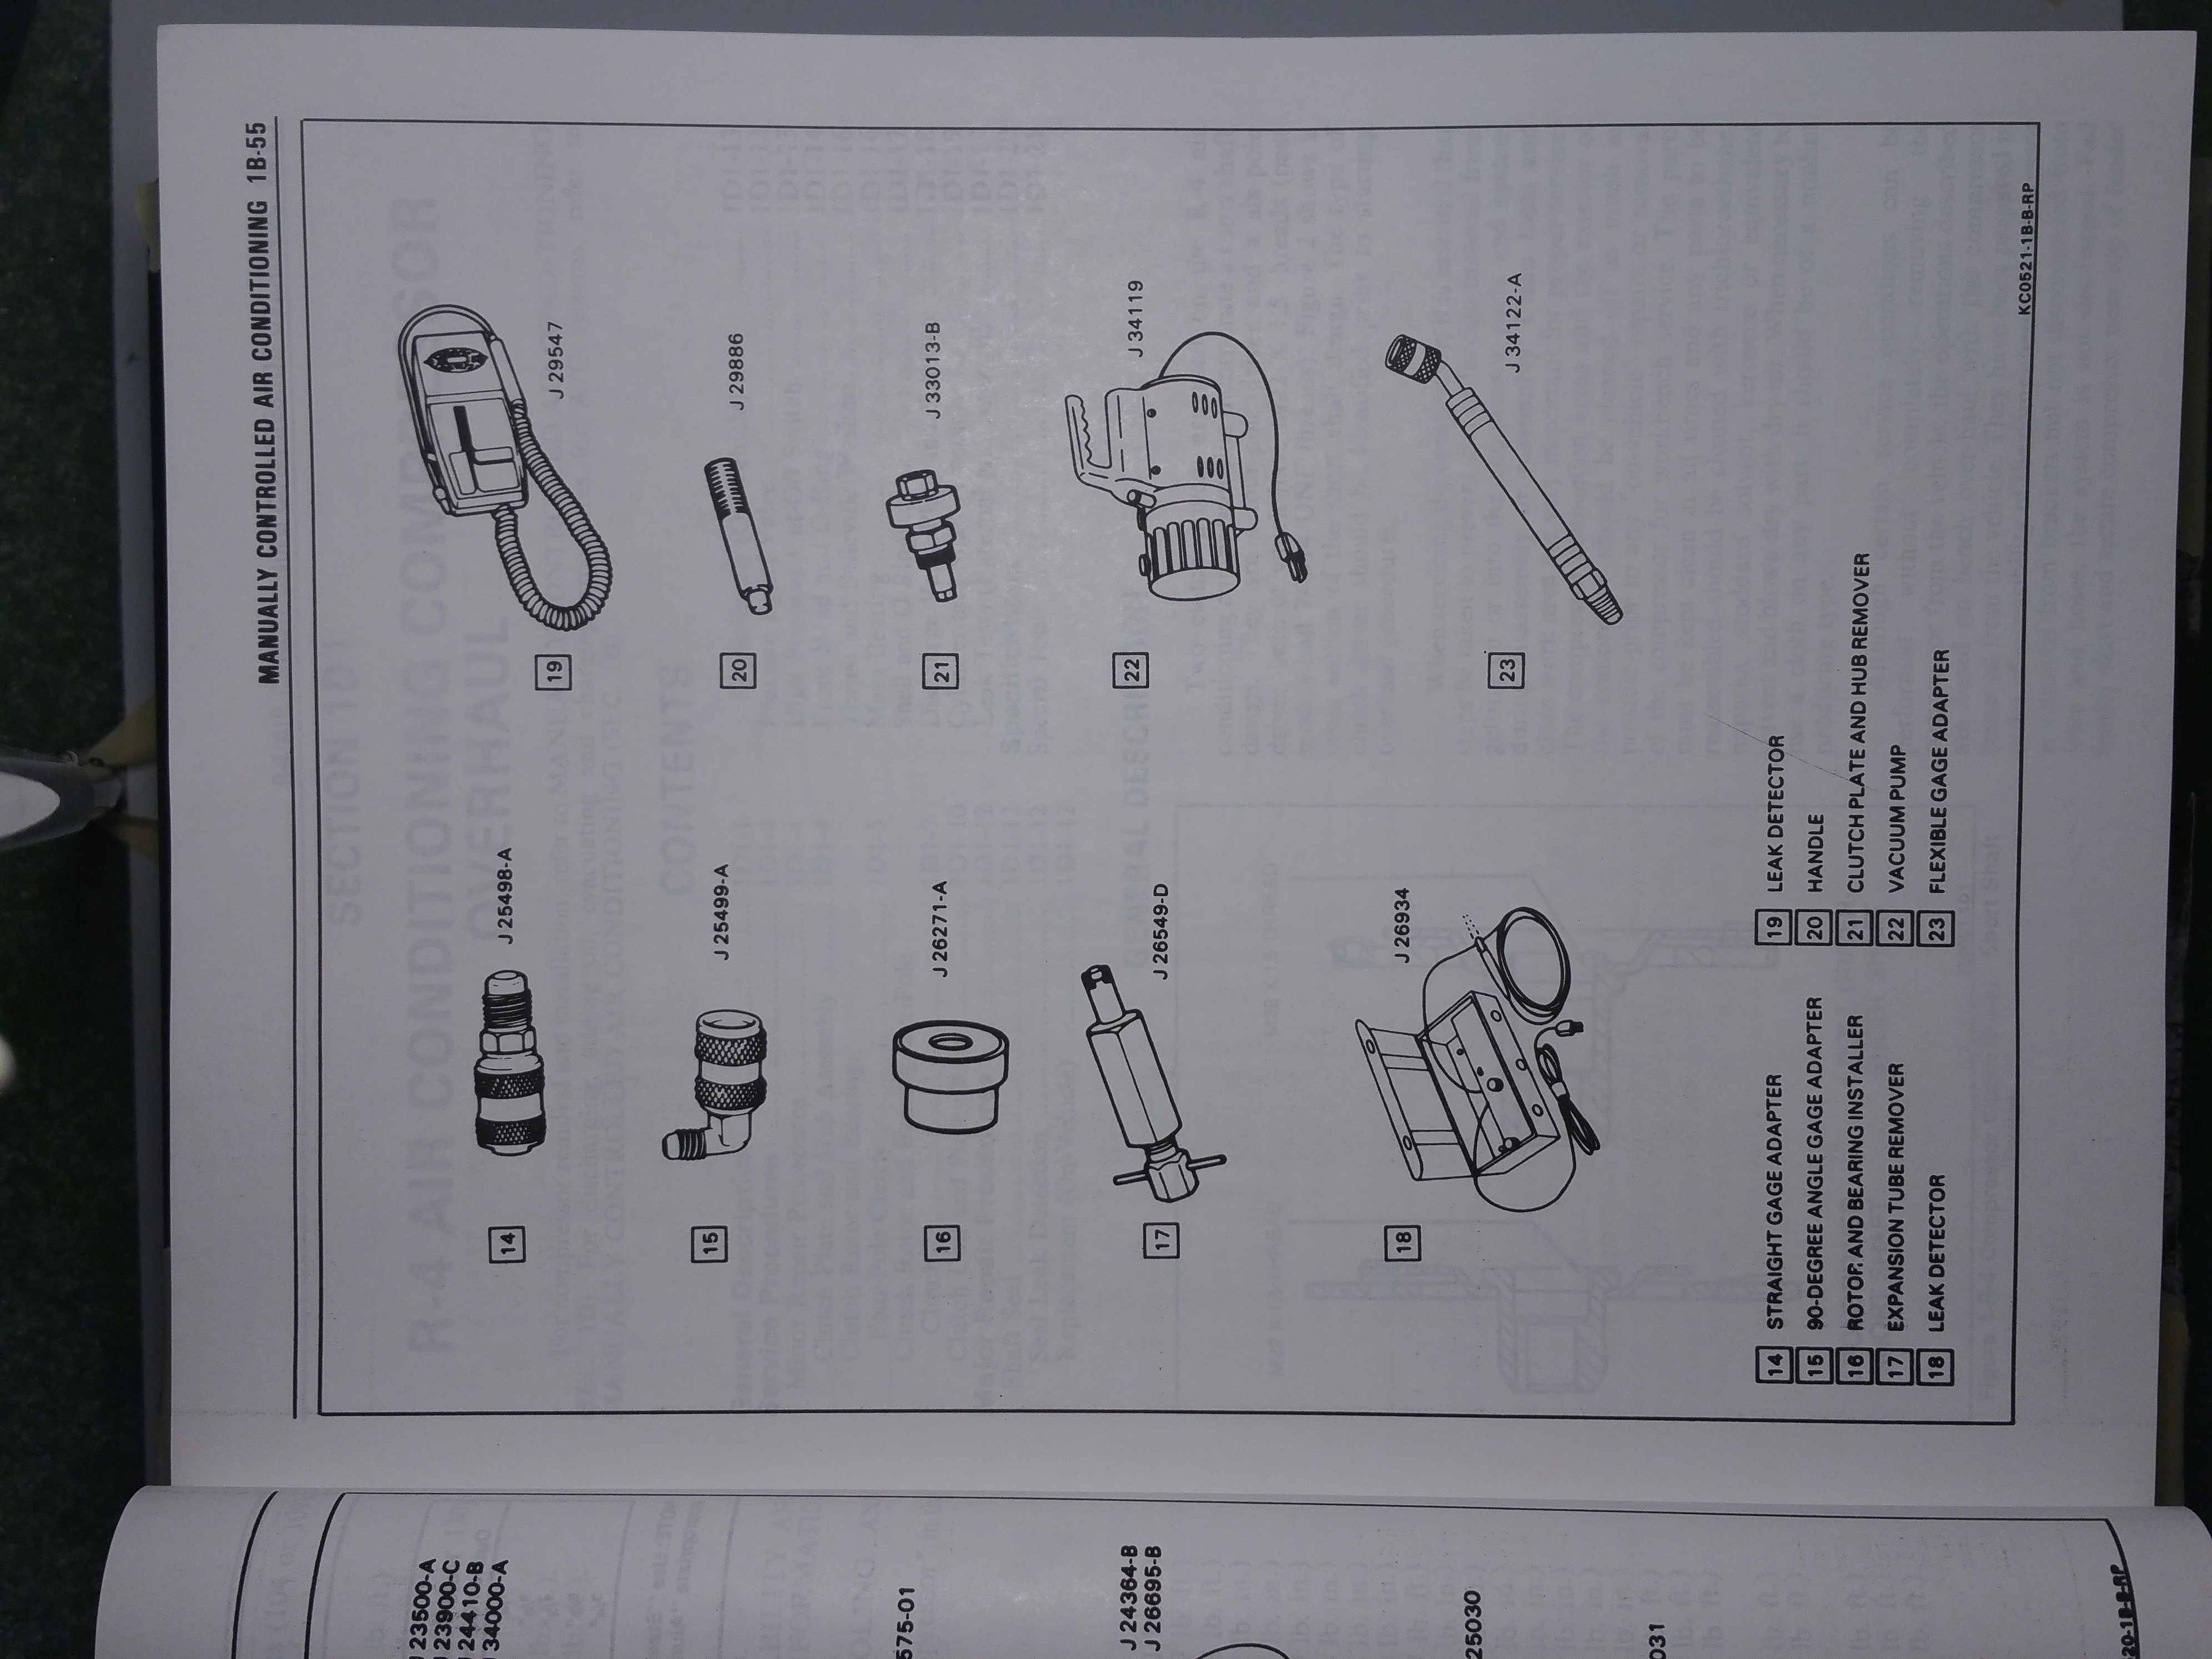 MANUALLY CONTROLLED AIR CONDITIONING 1B-55
14
J 25498-A
15
J 25499-A
16
J 26271-A
17
J 26549-D
18
J 26934
19
J 29547
20
J 29886
21
J 33013-B
22
J 34119
23
J 34122-A
14 STRAIGHT GAGE ADAPTER
15 90-DEGREE ANGLE GAGE ADAPTER
16 ROTOR AND BEARING INSTALLER
17 EXPANSION TUBE REMOVER
18 LEAK DETECTOR
19 LEAK DETECTOR
20 HANDLE
21 CLUTCH PLATE AND HUB REMOVER
22 VACUUM PUMP
23 FLEXIBLE GAGE ADAPTER
KC0521-1B-B-RP
23500-A
23900-C
24410-B
34000-A
575-01
J 24364-B
J 26695-B
25030
031
20-1B-B-RP